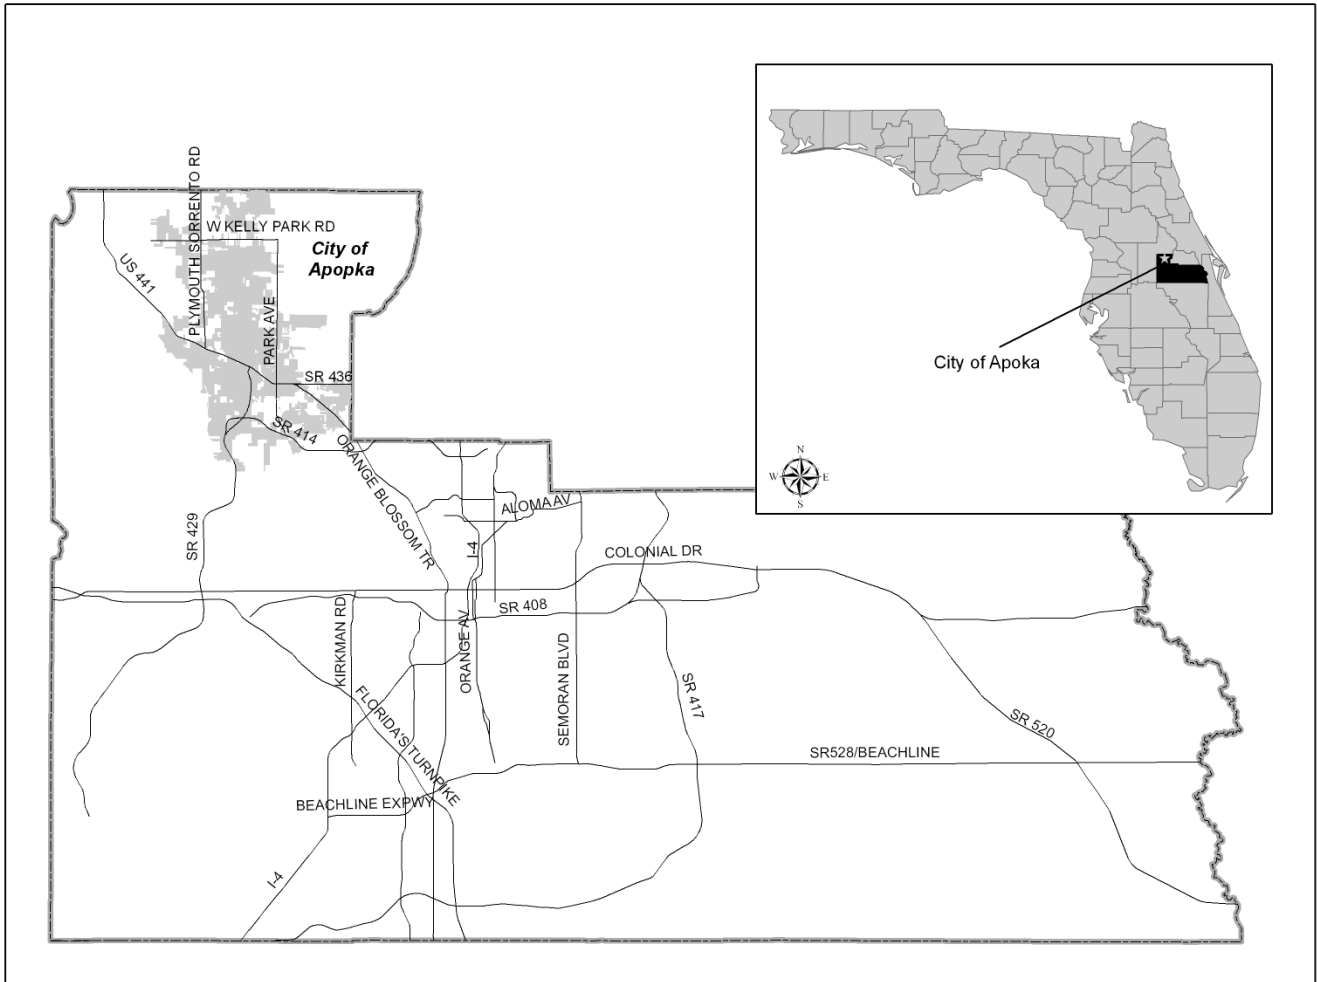 PLYMOUTH SORRENTO RD
W KELLY PARK RD
City of
Apopka
US 441
PARK AVE
SR 436
SR 414
ORANGE BLOSSOM TR
SR 429
ALOMA AV
I-4
COLONIAL DR
SR 408
KIRKMAN RD
ORANGE AV
SEMORAN BLVD
SR 417
FLORIDA'S TURNPIKE
SR 520
SR528/BEACHLINE
BEACHLINE EXPWY
I-4
City of Apoka
N
W
E
S